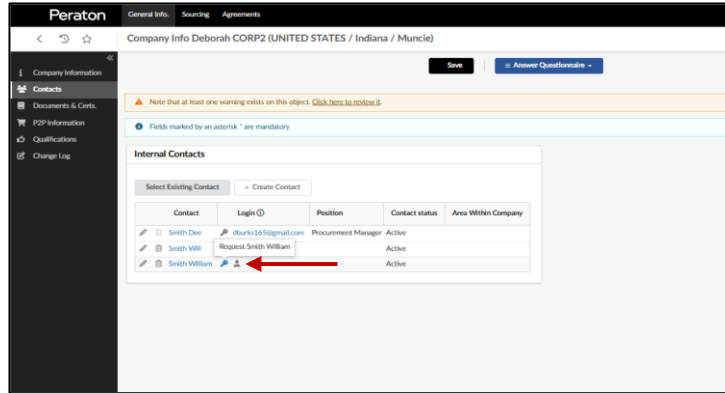 Peraton General Info. Sourcing Agreements
Company Info Deborah CORP2 (UNITED STATES / Indiana / Muncie)
Save
Answer Questionnaire
Company Information
Contacts
Documents & Certs.
P2P Information
Qualifications
Change Log
Note that at least one warning exists on this object. Click here to review it.
Fields marked by an asterisk * are mandatory
Internal Contacts
Select Existing Contact + Create Contact
Contact Login Position Contact status Area Within Company
Smith Dee dburks165@gmail.com Procurement Manager Active
Smith Will Request Smith William Active
Smith William Active